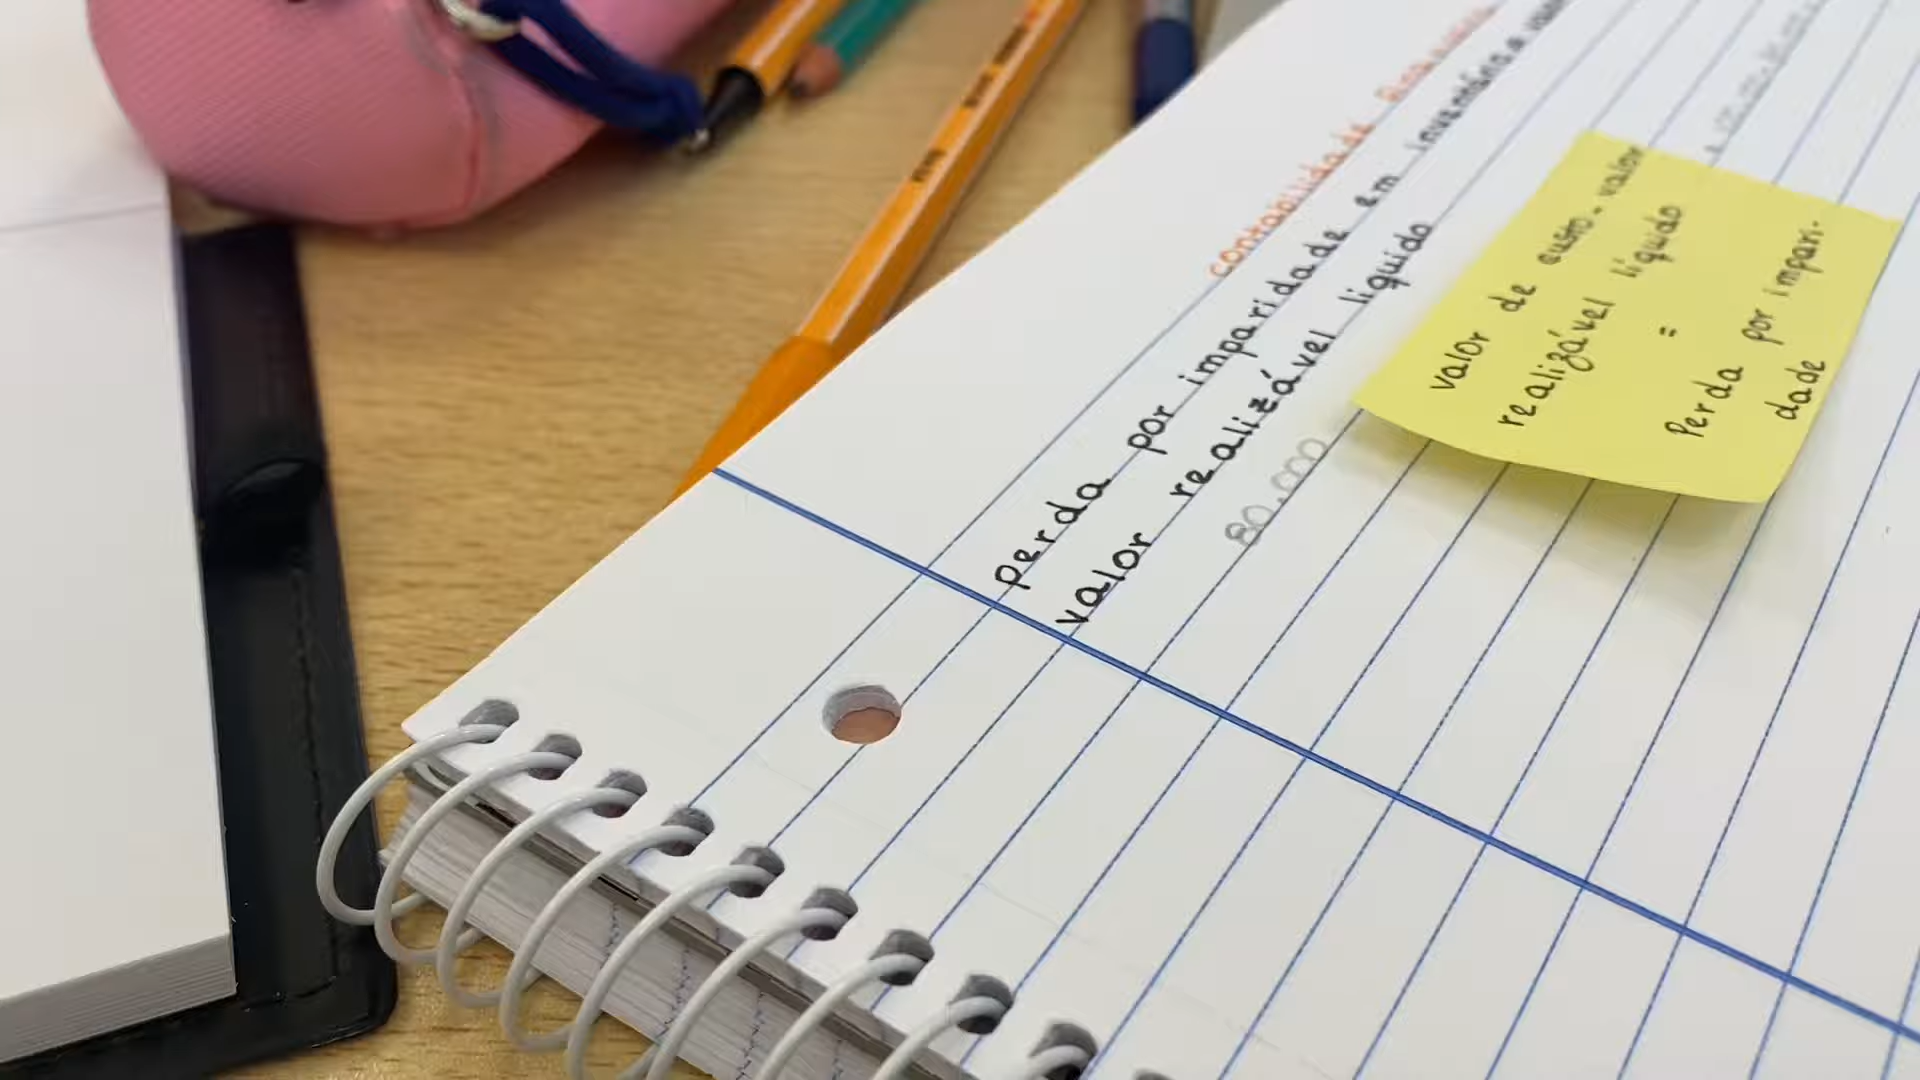 contabilidade financeira
Perda por imparidade em inventários
valor realizável líquido
80.000
valor de custo - valor
realizável líquido
=
Perda por impari-
dade